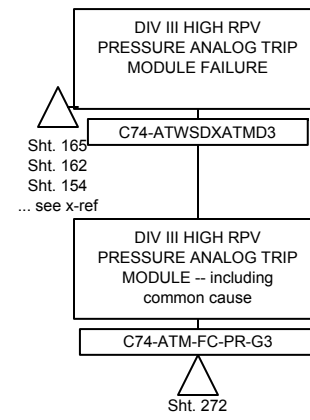 DIV III HIGH RPV
PRESSURE ANALOG TRIP
MODULE FAILURE
C74-ATWSDXATMD3
Sht. 165
Sht. 162
Sht. 154
... see x-ref
DIV III HIGH RPV
PRESSURE ANALOG TRIP
MODULE -- including
common cause
C74-ATM-FC-PR-G3
Sht. 272